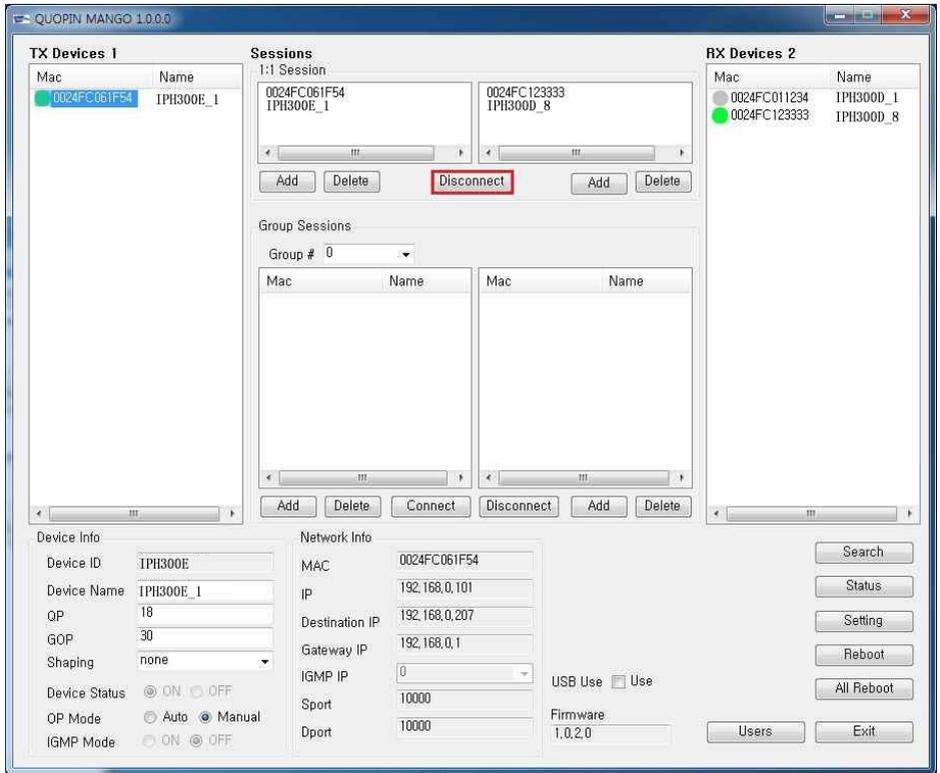 QUOPIN MANGO 1.0.0.0
TX Devices 1
Mac Name
0024FC061F54 IPH300E_1
Sessions
1:1 Session
0024FC061F54
IPH300E_1
0024FC123333
IPH300D_8
Add Delete Disconnect Add Delete
Group Sessions
Group # 0
Mac Name Mac Name
Add Delete Connect Disconnect Add Delete
RX Devices 2
Mac Name
0024FC011234 IPH300D_1
0024FC123333 IPH300D_8
Device Info
Device ID IPH300E
Device Name IPH300E_1
QP 18
GOP 30
Shaping none
Device Status ON OFF
OP Mode Auto Manual
IGMP Mode ON OFF
Network Info
MAC 0024FC061F54
IP 192,168,0,101
Destination IP 192,168,0,207
Gateway IP 192,168,0,1
IGMP IP 0
Sport 10000
Dport 10000
USB Use Use
Firmware
1,0,2,0
Search
Status
Setting
Reboot
All Reboot
Users Exit